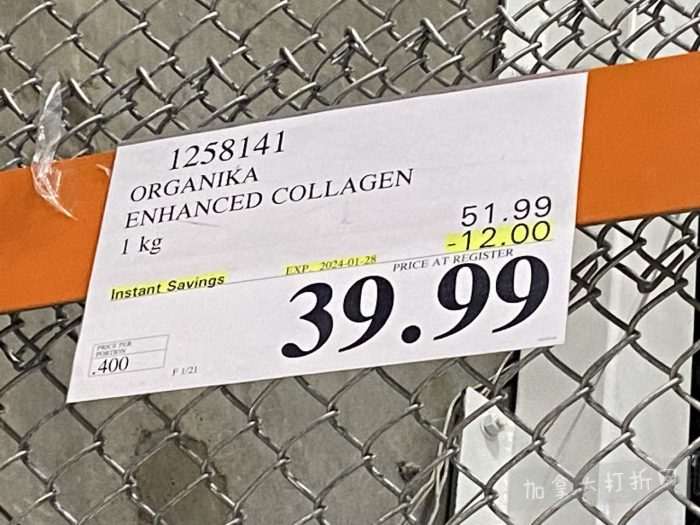 1258141
ORGANIKA
ENHANCED COLLAGEN
1 kg
51.99
-12.00
Instant Savings
EXP 2024-01-28
PRICE AT REGISTER
39.99
PRICE PER
PORTION
.400
F 1/21
加拿大打折